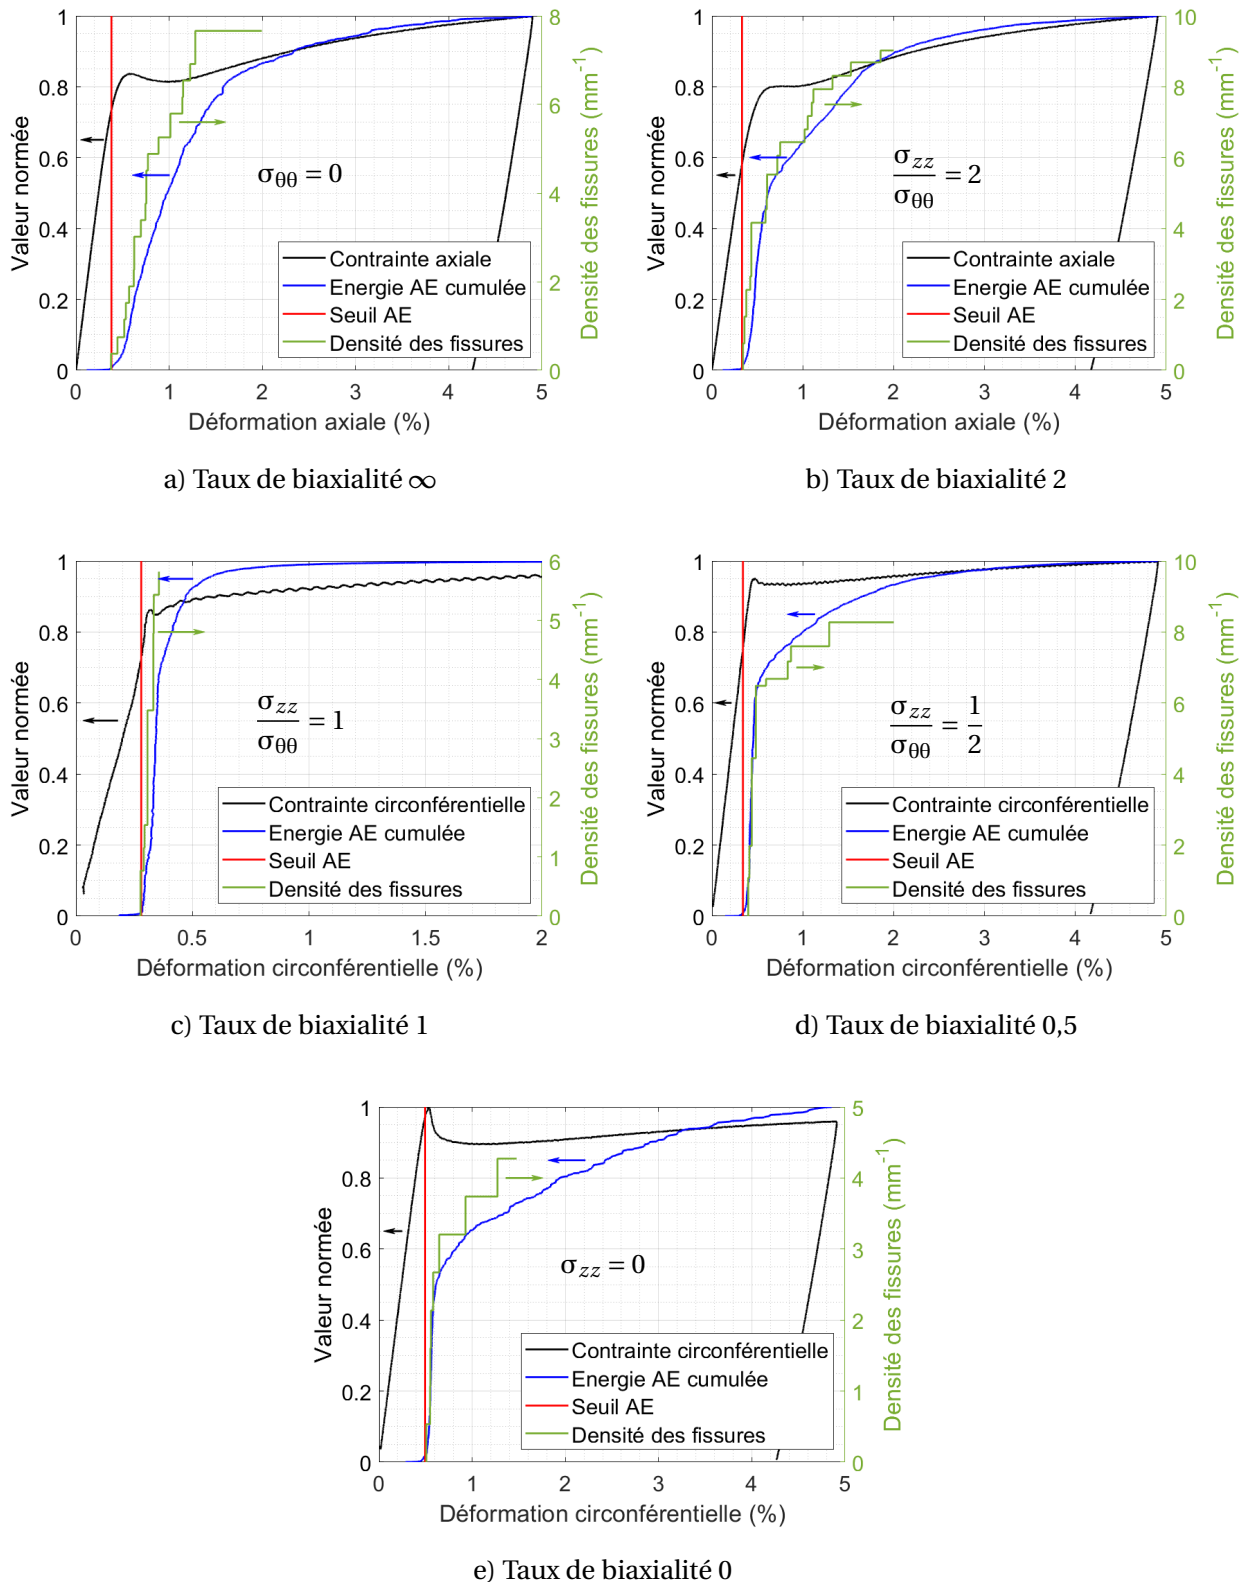 1
0.8
0.6
0.4
0.2
0
Valeur normée
0 1 2 3 4 5
Déformation axiale (%)
8
6
4
2
0
Densité des fissures (mm⁻¹)
σθθ = 0
Contrainte axiale
Energie AE cumulée
Seuil AE
Densité des fissures
a) Taux de biaxialité ∞
1
0.8
0.6
0.4
0.2
0
Valeur normée
0 1 2 3 4 5
Déformation axiale (%)
10
8
6
4
2
0
Densité des fissures (mm⁻¹)
σzz
σθθ = 2
Contrainte axiale
Energie AE cumulée
Seuil AE
Densité des fissures
b) Taux de biaxialité 2
1
0.8
0.6
0.4
0.2
0
Valeur normée
0 0.5 1 1.5 2
Déformation circonférentielle (%)
6
5
4
3
2
1
0
Densité des fissures (mm⁻¹)
σzz
σθθ = 1
Contrainte circonférentielle
Energie AE cumulée
Seuil AE
Densité des fissures
c) Taux de biaxialité 1
1
0.8
0.6
0.4
0.2
0
Valeur normée
0 1 2 3 4 5
Déformation circonférentielle (%)
10
8
6
4
2
0
Densité des fissures (mm⁻¹)
σzz 1
σθθ = 2
Contrainte circonférentielle
Energie AE cumulée
Seuil AE
Densité des fissures
d) Taux de biaxialité 0,5
1
0.8
0.6
0.4
0.2
0
Valeur normée
0 1 2 3 4 5
Déformation circonférentielle (%)
5
4
3
2
1
0
Densité des fissures (mm⁻¹)
σzz = 0
Contrainte circonférentielle
Energie AE cumulée
Seuil AE
Densité des fissures
e) Taux de biaxialité 0